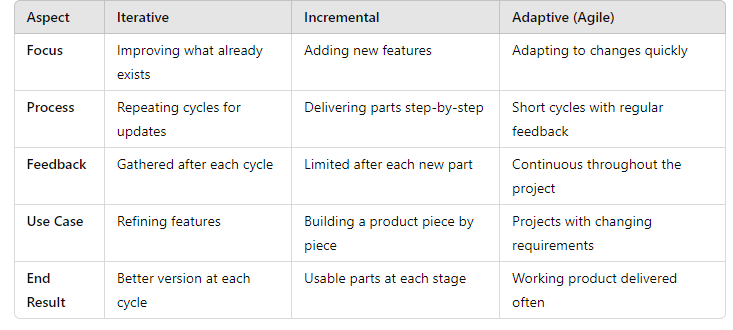 Aspect Iterative Incremental Adaptive (Agile)
Focus Improving what already exists Adding new features Adapting to changes quickly
Process Repeating cycles for updates Delivering parts step-by-step Short cycles with regular feedback
Feedback Gathered after each cycle Limited after each new part Continuous throughout the project
Use Case Refining features Building a product piece by piece Projects with changing requirements
End Result Better version at each cycle Usable parts at each stage Working product delivered often